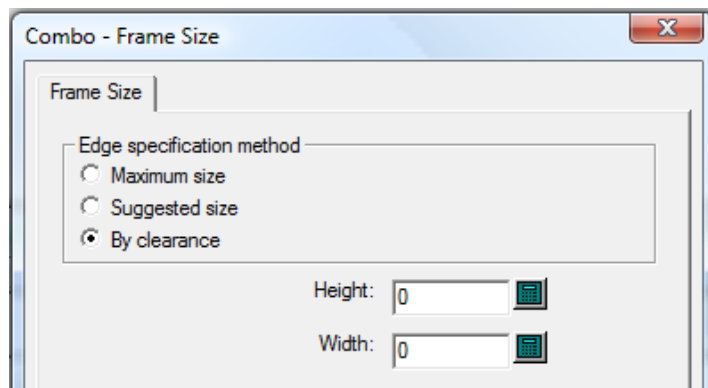 Combo - Frame Size
Frame Size
Edge specification method
Maximum size
Suggested size
By clearance
Height: 0
Width: 0